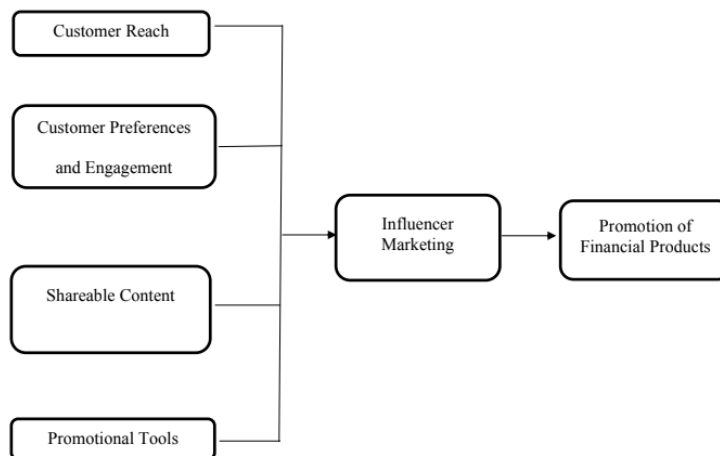 Customer Reach
Customer Preferences
and Engagement
Shareable Content
Promotional Tools
Influencer
Marketing
Promotion of
Financial Products